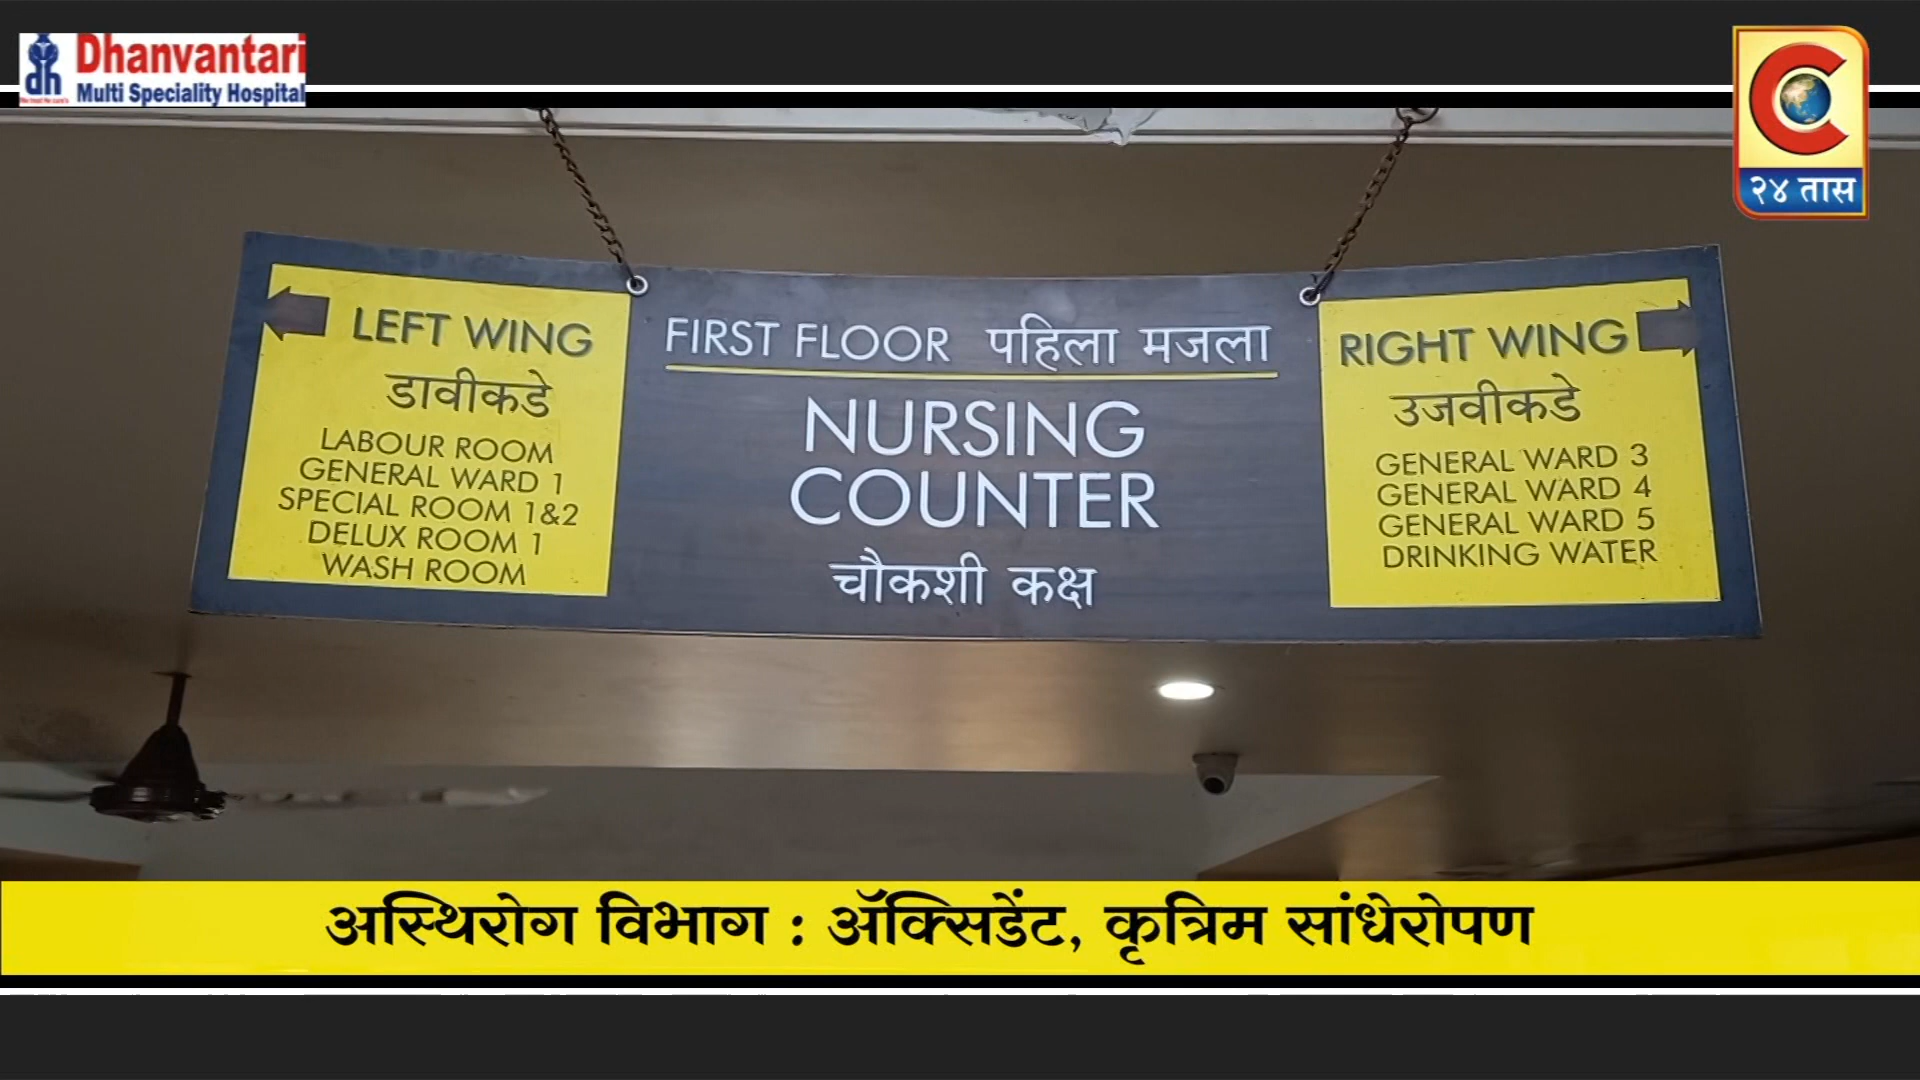 Dhanvantari
Multi Speciality Hospital
२४ तास
LEFT WING
डावीकडे
LABOUR ROOM
GENERAL WARD 1
SPECIAL ROOM 1&2
DELUX ROOM 1
WASH ROOM
FIRST FLOOR पहिला मजला
NURSING
COUNTER
चौकशी कक्ष
RIGHT WING
उजवीकडे
GENERAL WARD 3
GENERAL WARD 4
GENERAL WARD 5
DRINKING WATER
अस्थिरोग विभाग : ॲक्सिडेंट, कृत्रिम सांधेरोपण